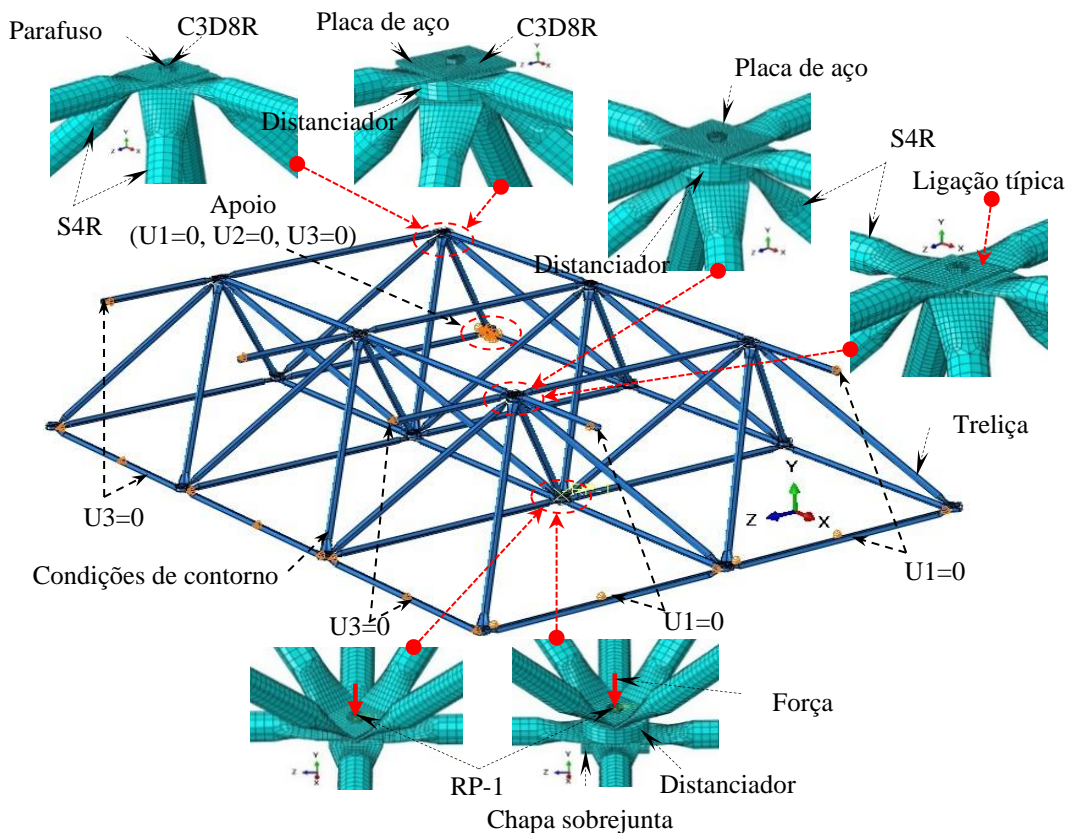 Parafuso
C3D8R
Placa de aço
C3D8R
Placa de aço
Distanciador
S4R
Ligação típica
S4R
Apoio
(U1=0, U2=0, U3=0)
Distanciador
Treliça
U3=0
Y
Z
X
Condições de contorno
U1=0
U3=0
U1=0
Força
RP-1
Distanciador
Chapa sobrejunta